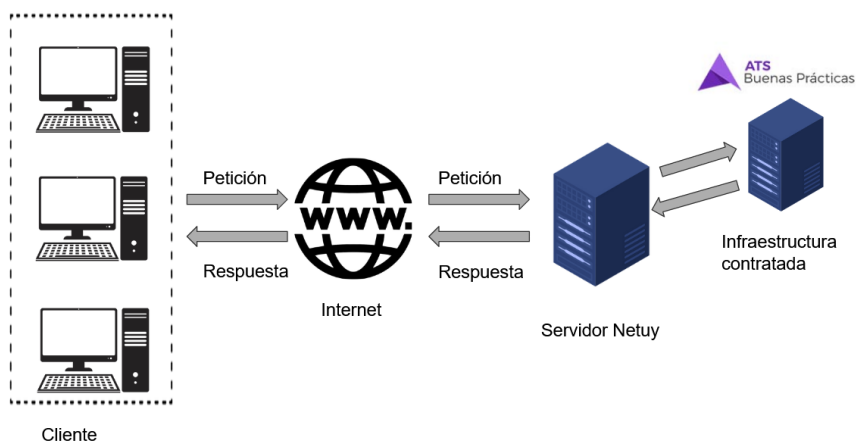 ATS
Buenas Prácticas
Petición
Petición
www.
Respuesta
Respuesta
Infraestructura
contratada
Internet
Servidor Netuy
Cliente